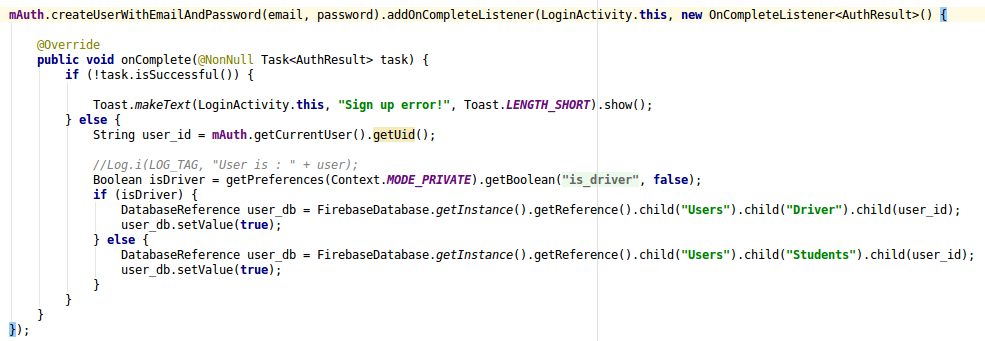 mAuth.createUserWithEmailAndPassword(email, password).addOnCompleteListener(LoginActivity.this, new OnCompleteListener<AuthResult>() {
@Override
public void onComplete(@NonNull Task<AuthResult> task) {
if (!task.isSuccessful()) {
Toast.makeText(LoginActivity.this, "Sign up error!", Toast.LENGTH_SHORT).show();
} else {
String user_id = mAuth.getCurrentUser().getUid();
//Log.i(LOG_TAG, "User is : " + user);
Boolean isDriver = getPreferences(Context.MODE_PRIVATE).getBoolean("is_driver", false);
if (isDriver) {
DatabaseReference user_db = FirebaseDatabase.getInstance().getReference().child("Users").child("Driver").child(user_id);
user_db.setValue(true);
} else {
DatabaseReference user_db = FirebaseDatabase.getInstance().getReference().child("Users").child("Students").child(user_id);
user_db.setValue(true);
}
}
}
});